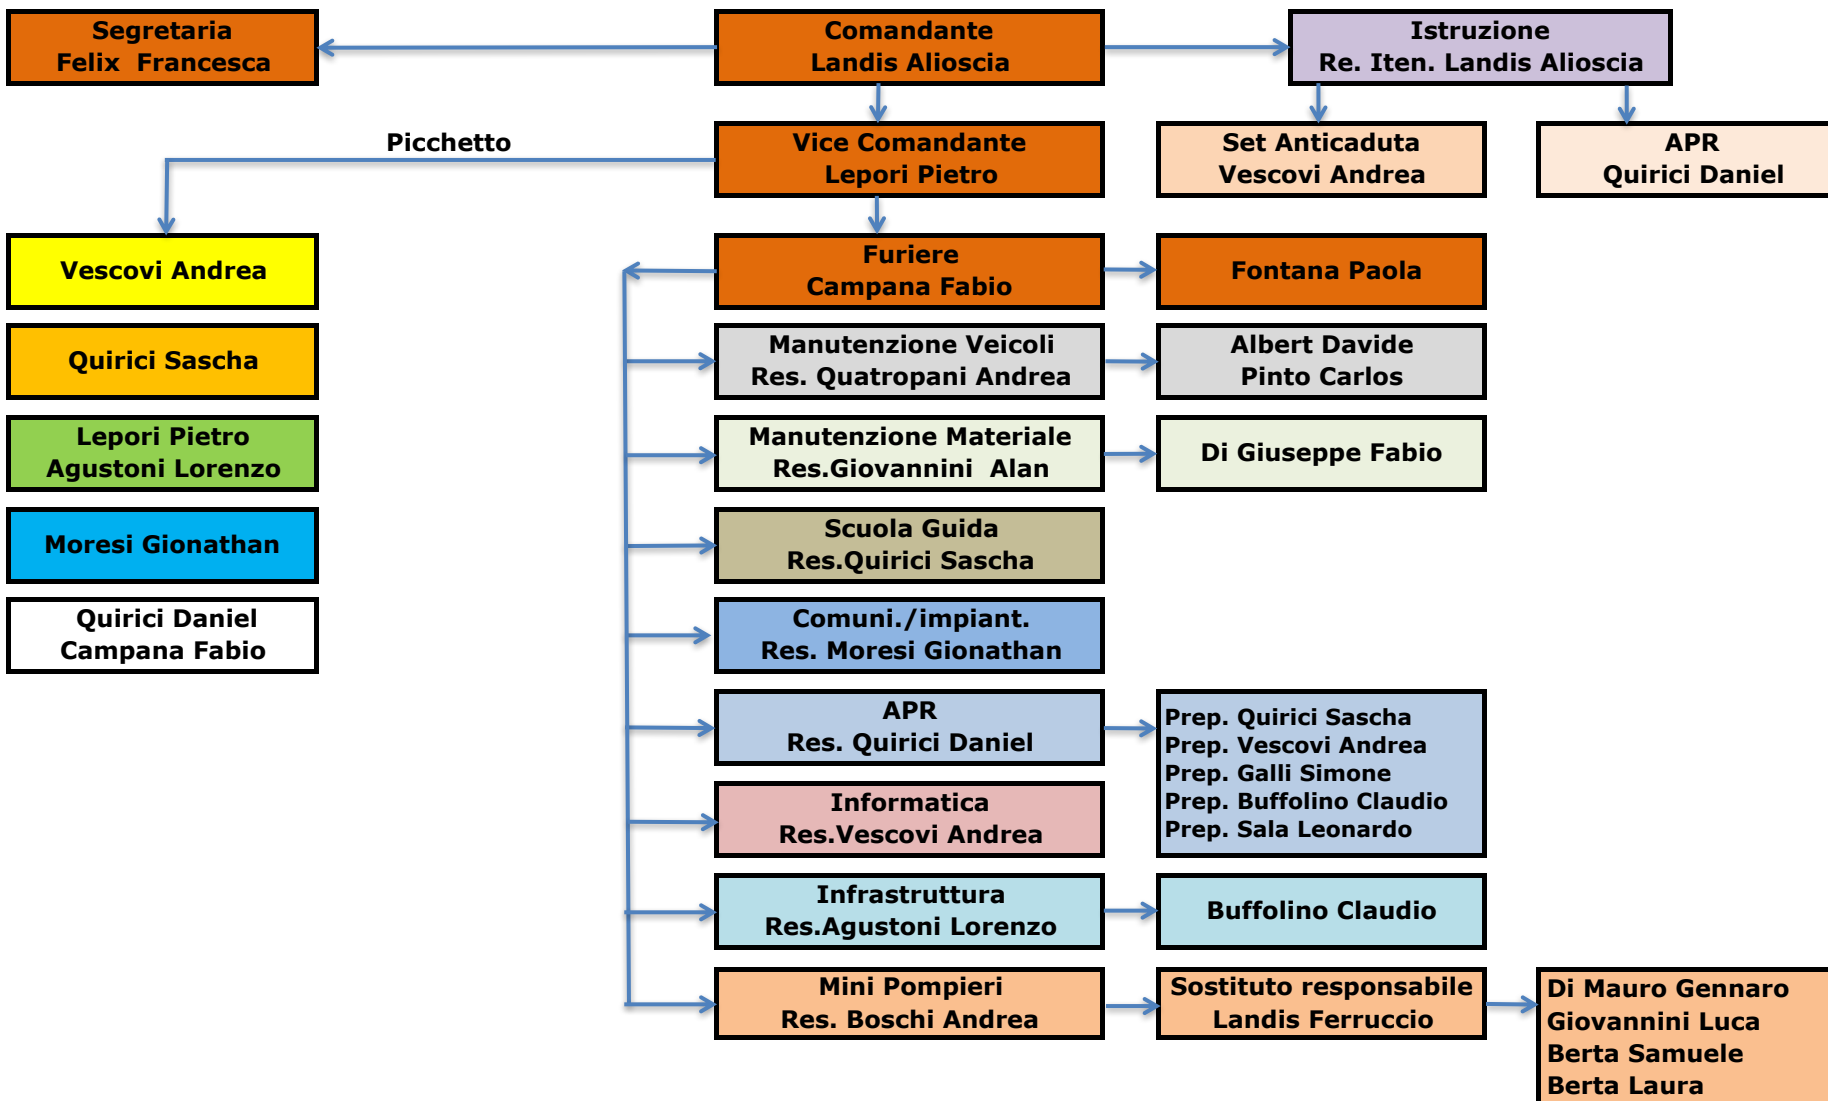 Segretaria
Felix  Francesca
Comandante
Landis Alioscia
Istruzione
Re. Iten. Landis Alioscia
Picchetto
Vice Comandante
Lepori Pietro
Set Anticaduta
Vescovi Andrea
APR
Quirici Daniel
Vescovi Andrea
Furiere
Campana Fabio
Fontana Paola
Quirici Sascha
Manutenzione Veicoli
Res. Quatropani Andrea
Albert Davide
Pinto Carlos
Lepori Pietro
Agustoni Lorenzo
Manutenzione Materiale
Res.Giovannini  Alan
Di Giuseppe Fabio
Moresi Gionathan
Scuola Guida
Res.Quirici Sascha
Quirici Daniel
Campana Fabio
Comuni./impiant.
Res. Moresi Gionathan
APR
Res. Quirici Daniel
Prep. Quirici Sascha
Prep. Vescovi Andrea
Prep. Galli Simone
Prep. Buffolino Claudio
Prep. Sala Leonardo
Informatica
Res.Vescovi Andrea
Infrastruttura
Res.Agustoni Lorenzo
Buffolino Claudio
Mini Pompieri
Res. Boschi Andrea
Sostituto responsabile
Landis Ferruccio
Di Mauro Gennaro
Giovannini Luca
Berta Samuele
Berta Laura